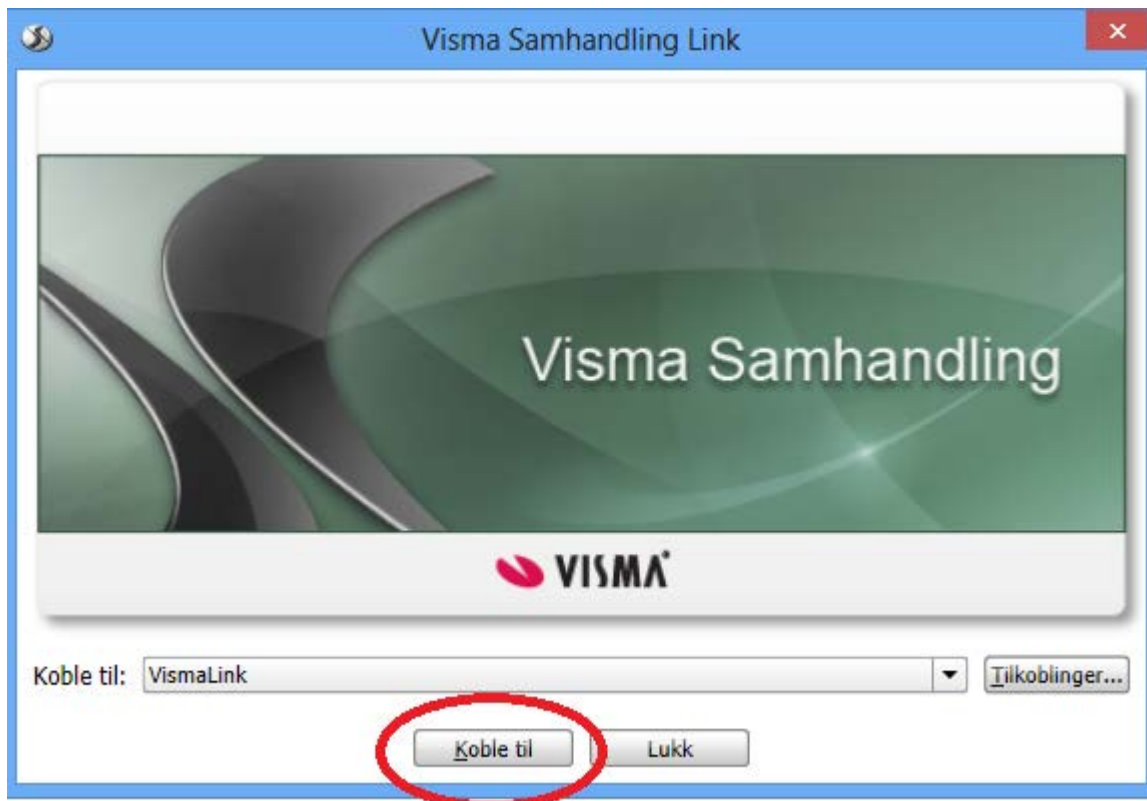 Visma Samhandling Link
Visma Samhandling
VISMA®
Koble til: VismaLink Tilkoblinger...
Koble til Lukk